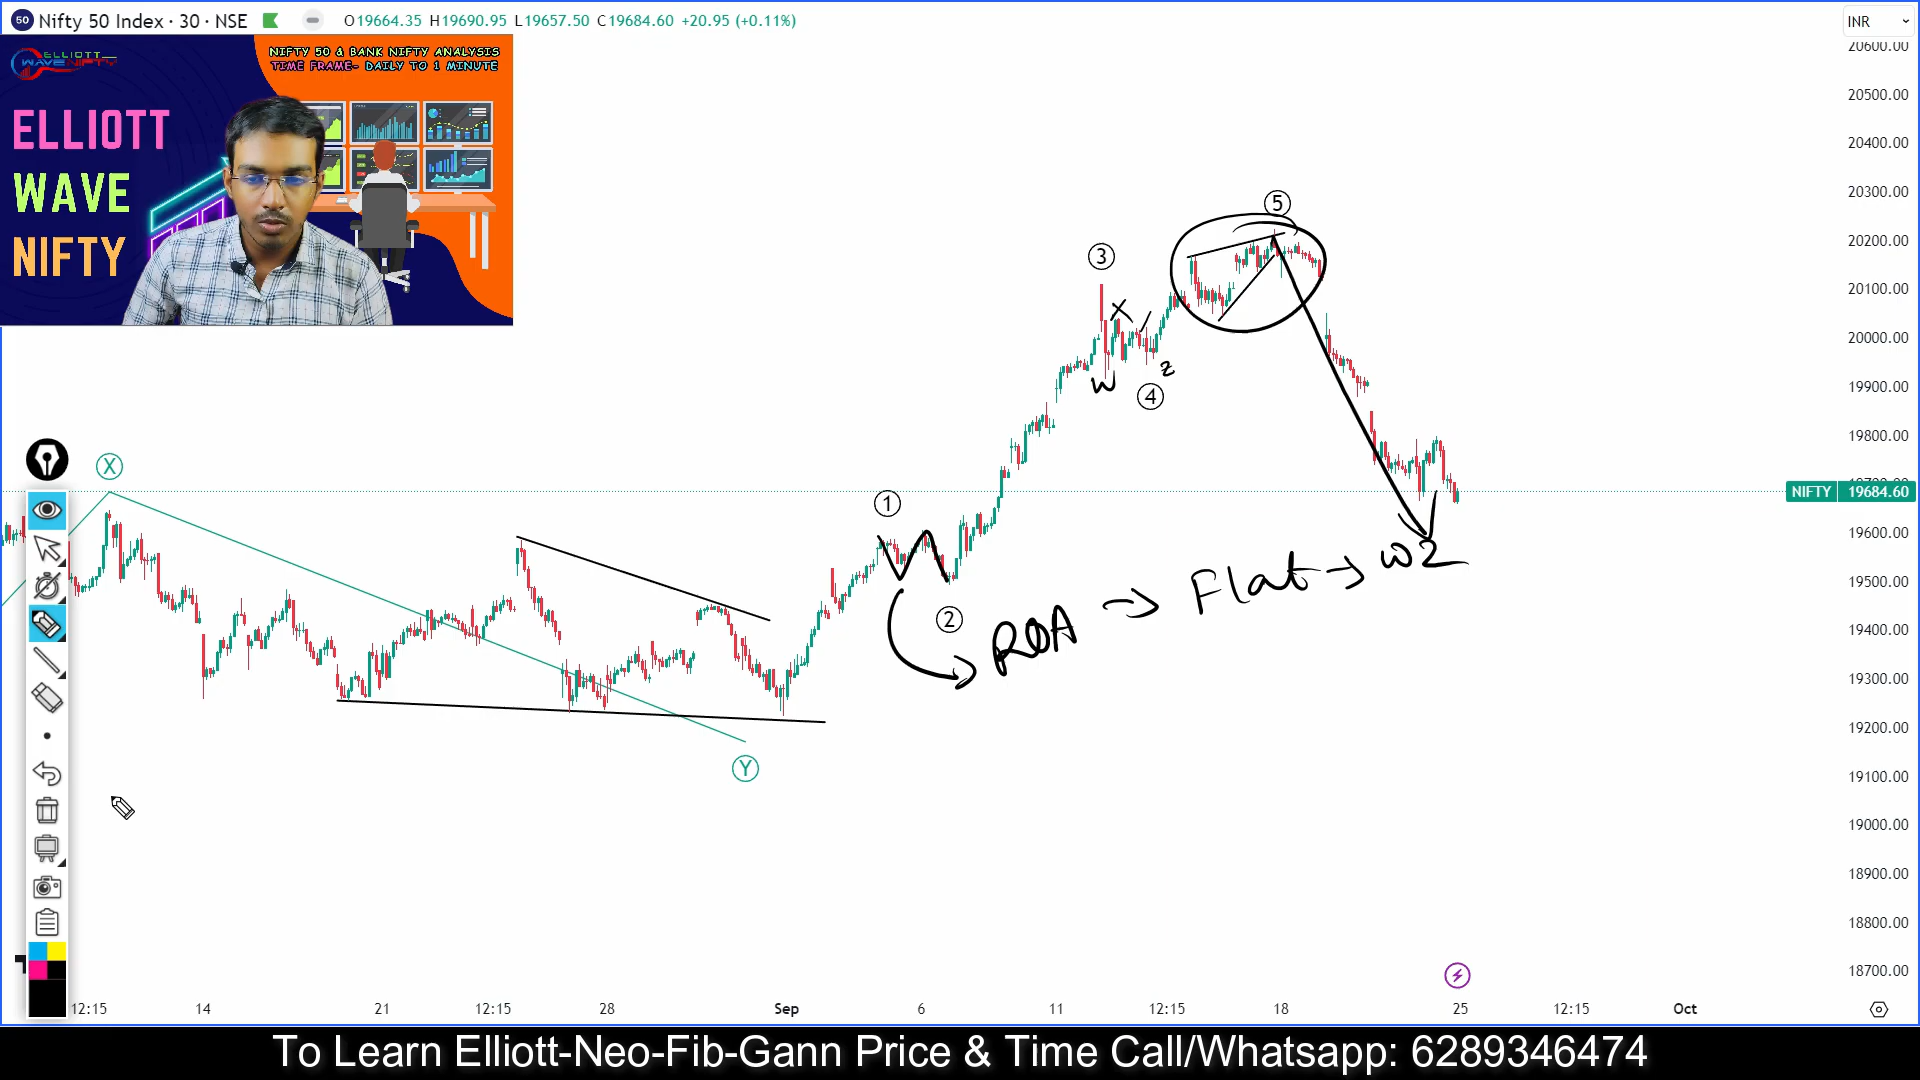 50 Nifty 50 Index · 30 · NSE O19664.35 H19690.95 L19657.50 C19684.60 +20.95 (+0.11%)
INR
ELLIOTT
WAVE NIFTY
NIFTY 50 & BANK NIFTY ANALYSIS
TIME FRAME- DAILY TO 1 MINUTE
ELLIOTT
WAVE
NIFTY
20600.00
20500.00
20400.00
20300.00
20200.00
20100.00
20000.00
19900.00
19800.00
NIFTY 19684.60
19600.00
19500.00
19400.00
19300.00
19200.00
19100.00
19000.00
18900.00
18800.00
18700.00
5
3
X
W
Z
4
X
1
2
Flat → W2
Y
12:15 14 21 12:15 28 Sep 6 11 12:15 18 25 12:15 Oct
To Learn Elliott-Neo-Fib-Gann Price & Time Call/Whatsapp: 6289346474